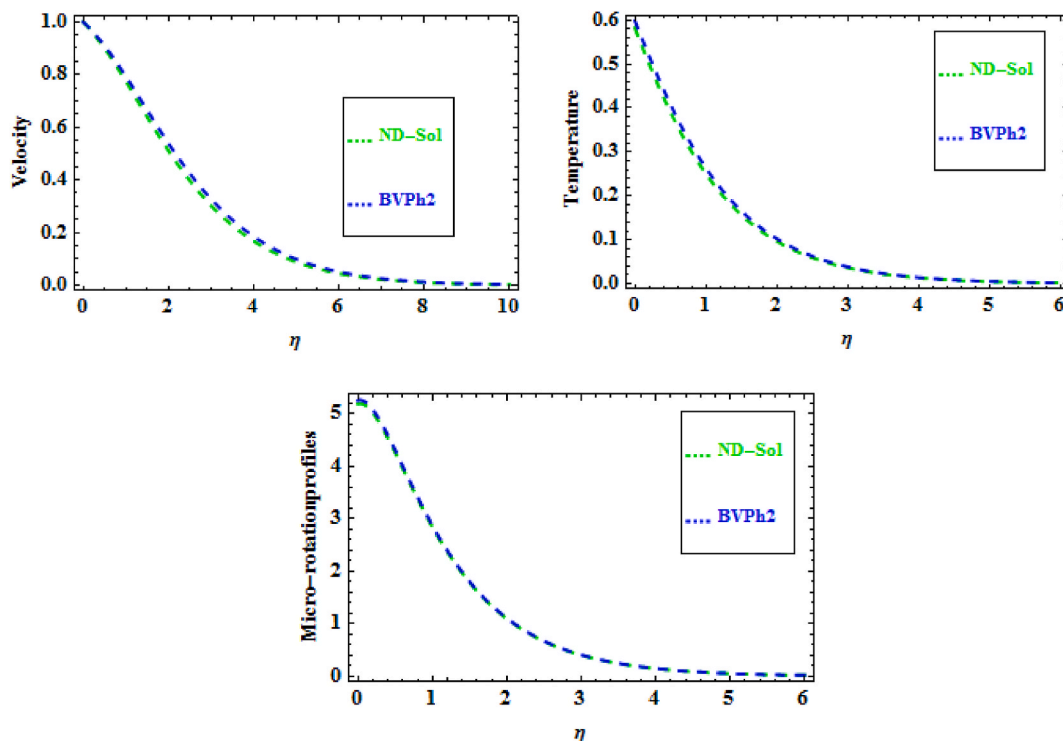 1.0
0.8
0.6
0.4
0.2
0.0
Velocity
0 2 4 6 8 10
η
ND–Sol
BVPh2
0.6
0.5
0.4
0.3
0.2
0.1
0.0
Temperature
0 1 2 3 4 5 6
η
ND–Sol
BVPh2
5
4
3
2
1
0
Micro–rotationprofiles
0 1 2 3 4 5 6
η
ND–Sol
BVPh2